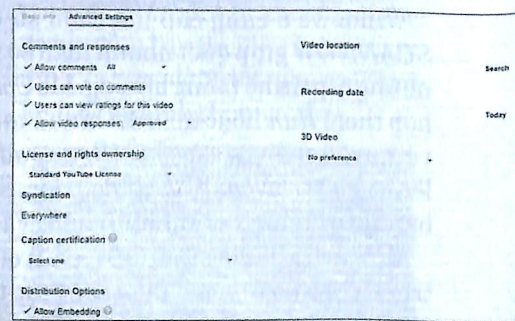 Basic info Advanced Settings
Comments and responses
Allow comments All
Users can vote on comments
Users can view ratings for this video
Allow video responses Approved
License and rights ownership
Standard YouTube License
Syndication
Everywhere
Caption certification
Select one
Distribution Options
Allow Embedding
Video location
Search
Recording date
Today
3D Video
No preference